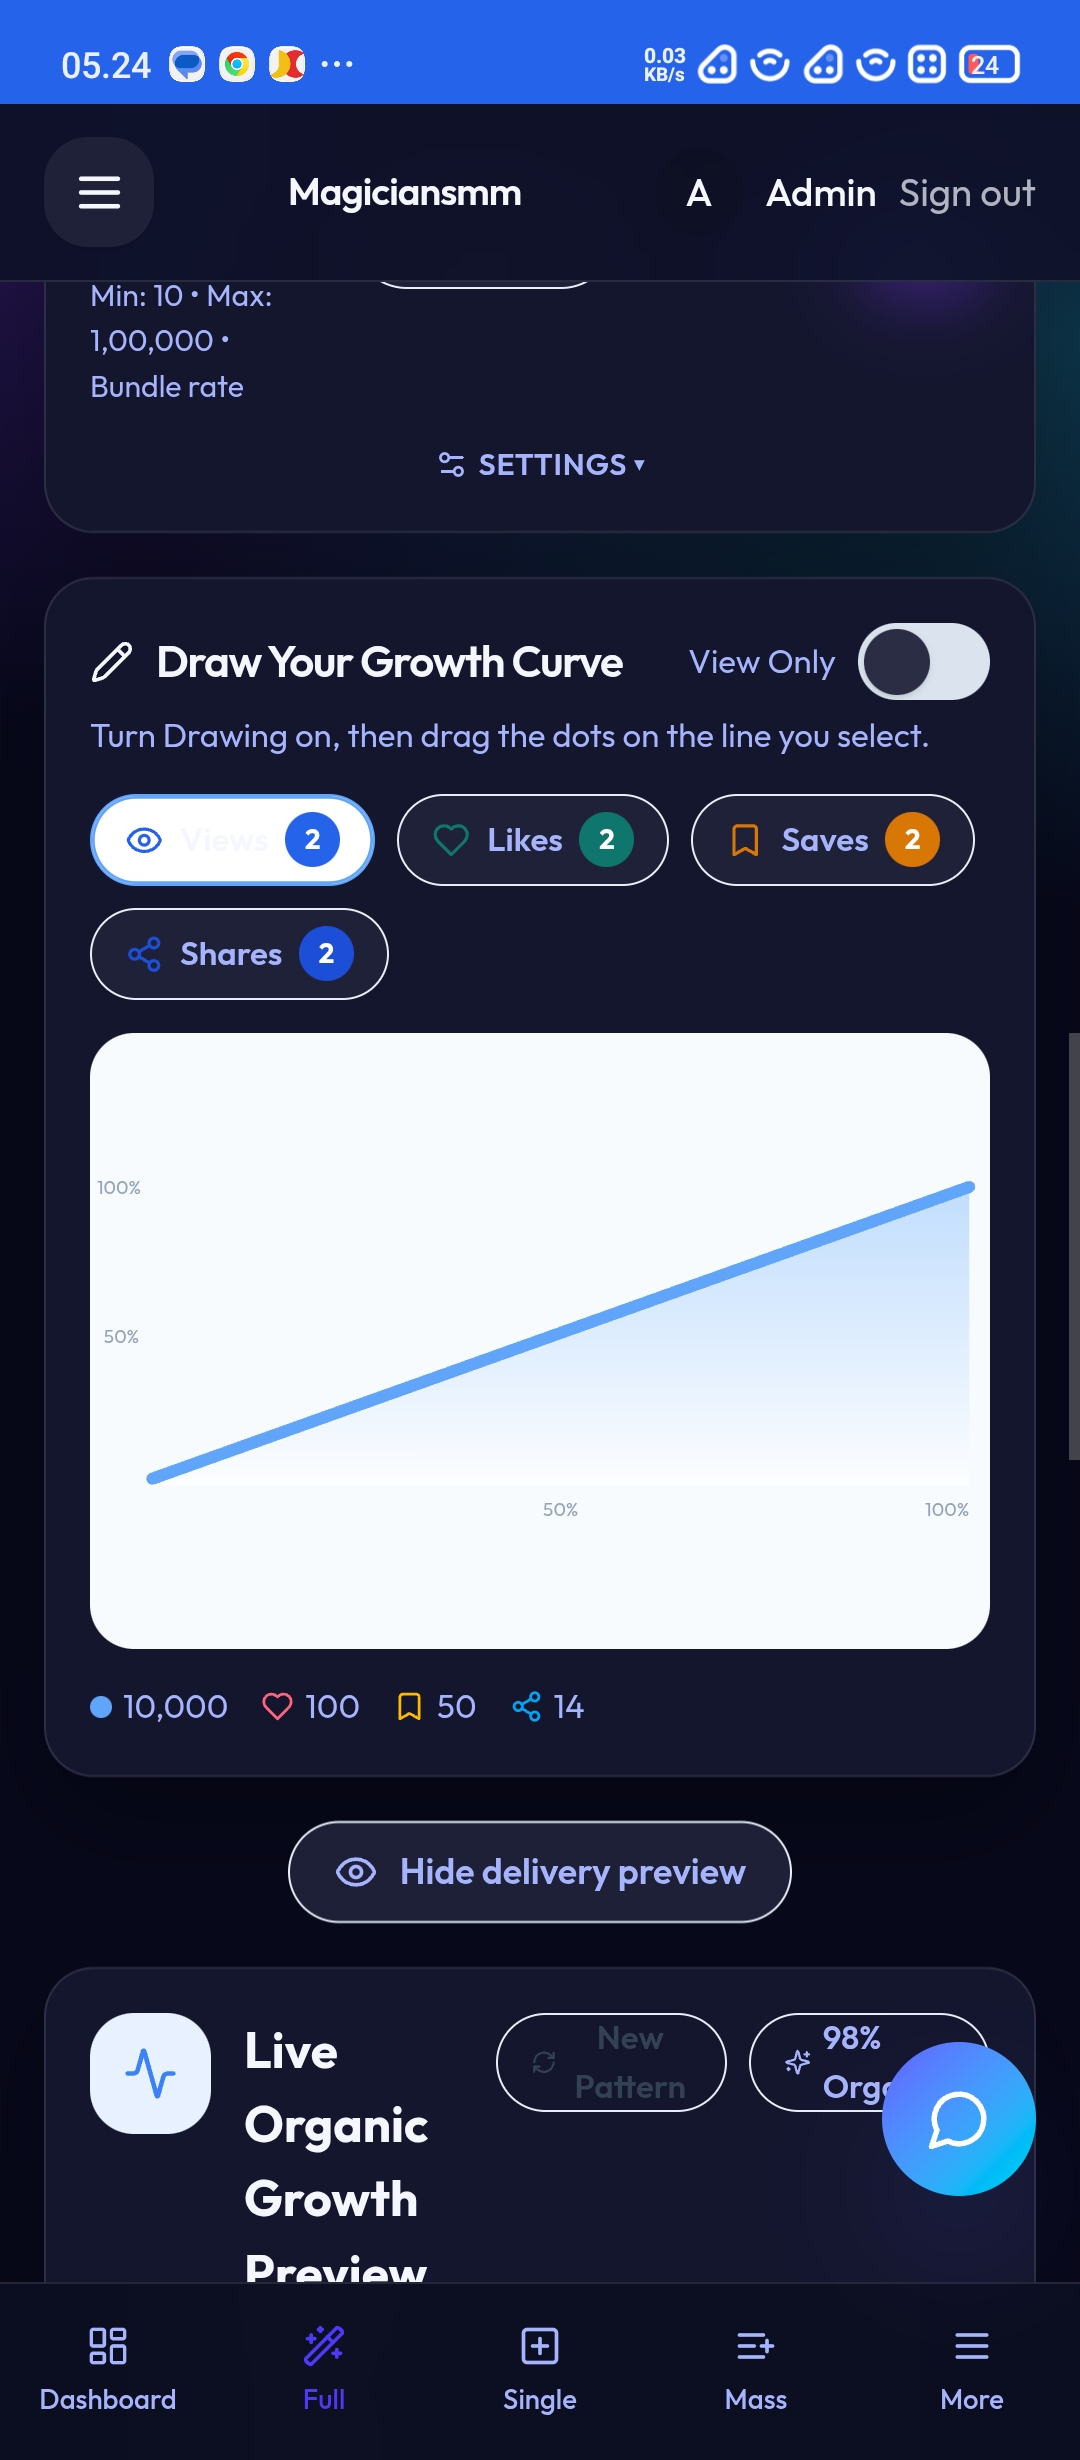 05.24
0.03
KB/s
24
Magiciansmm
A
Admin
Sign out
Min: 10 • Max:
1,00,000 •
Bundle rate
SETTINGS ▾
Draw Your Growth Curve
View Only
Turn Drawing on, then drag the dots on the line you select.
Views 2
Likes 2
Saves 2
Shares 2
100%
50%
50%
100%
10,000
100
50
14
Hide delivery preview
Live
Organic
Growth
Preview
New
Pattern
98%
Dashboard
Full
Single
Mass
More